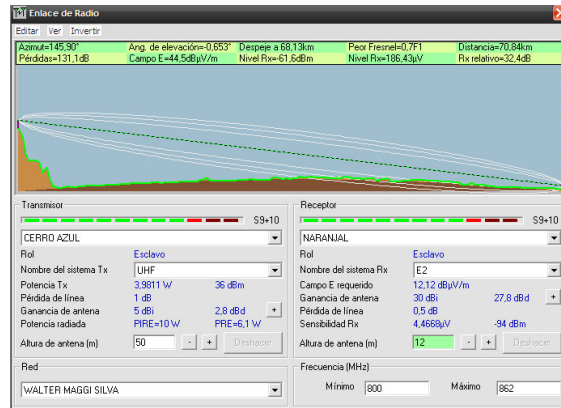 Enlace de Radio
Editar Ver Invertir
Azimut=145,90° Ang. de elevación=-0,653° Despeje a 68,13km Peor Fresnel=0,7F1 Distancia=70,84km
Pérdidas=131,1dB Campo E=44,5dBµV/m Nivel Rx=-61,6dBm Nivel Rx=186,43µV Rx relativo=32,4dB
Transmisor
S9+10
CERRO AZUL
Rol Esclavo
Nombre del sistema Tx UHF
Potencia Tx 3,9811 W 36 dBm
Pérdida de línea 1 dB
Ganancia de antena 5 dBi 2,8 dBd +
Potencia radiada PIRE=10 W PRE=6,1 W
Altura de antena (m) 50 - + Deshacer
Receptor
S9+10
NARANJAL
Rol Esclavo
Nombre del sistema Rx E2
Campo E requerido 12,12 dBµV/m
Ganancia de antena 30 dBi 27,8 dBd +
Pérdida de línea 0,5 dB
Sensibilidad Rx 4,4668µV -94 dBm
Altura de antena (m) 12 - + Deshacer
Red
WALTER MAGGI SILVA
Frecuencia (MHz)
Mínimo 800 Máximo 862